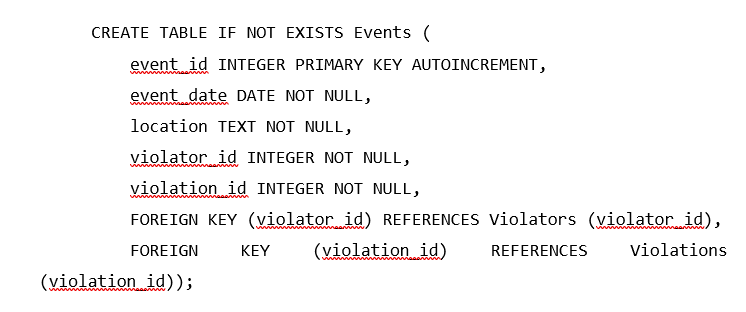 CREATE TABLE IF NOT EXISTS Events (
event_id INTEGER PRIMARY KEY AUTOINCREMENT,
event_date DATE NOT NULL,
location TEXT NOT NULL,
violator_id INTEGER NOT NULL,
violation_id INTEGER NOT NULL,
FOREIGN KEY (violator_id) REFERENCES Violators (violator_id),
FOREIGN KEY (violation_id) REFERENCES Violations
(violation_id));